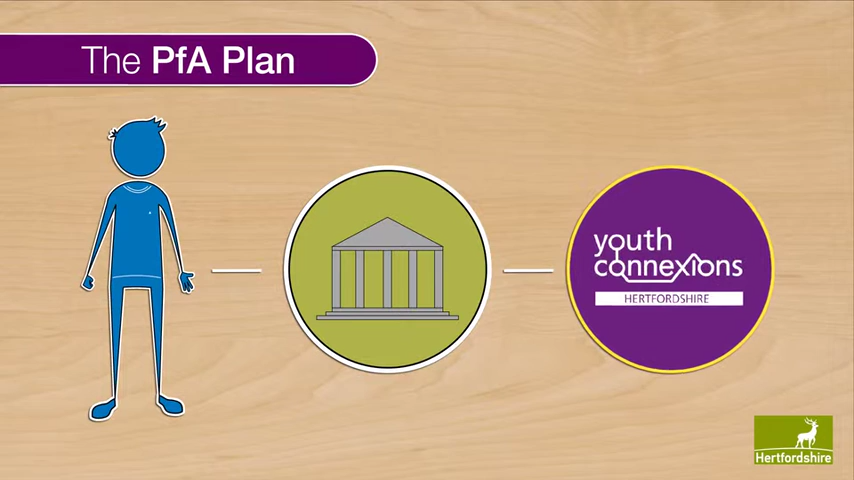 The PfA Plan
youth
connexions
HERTFORDSHIRE
Hertfordshire